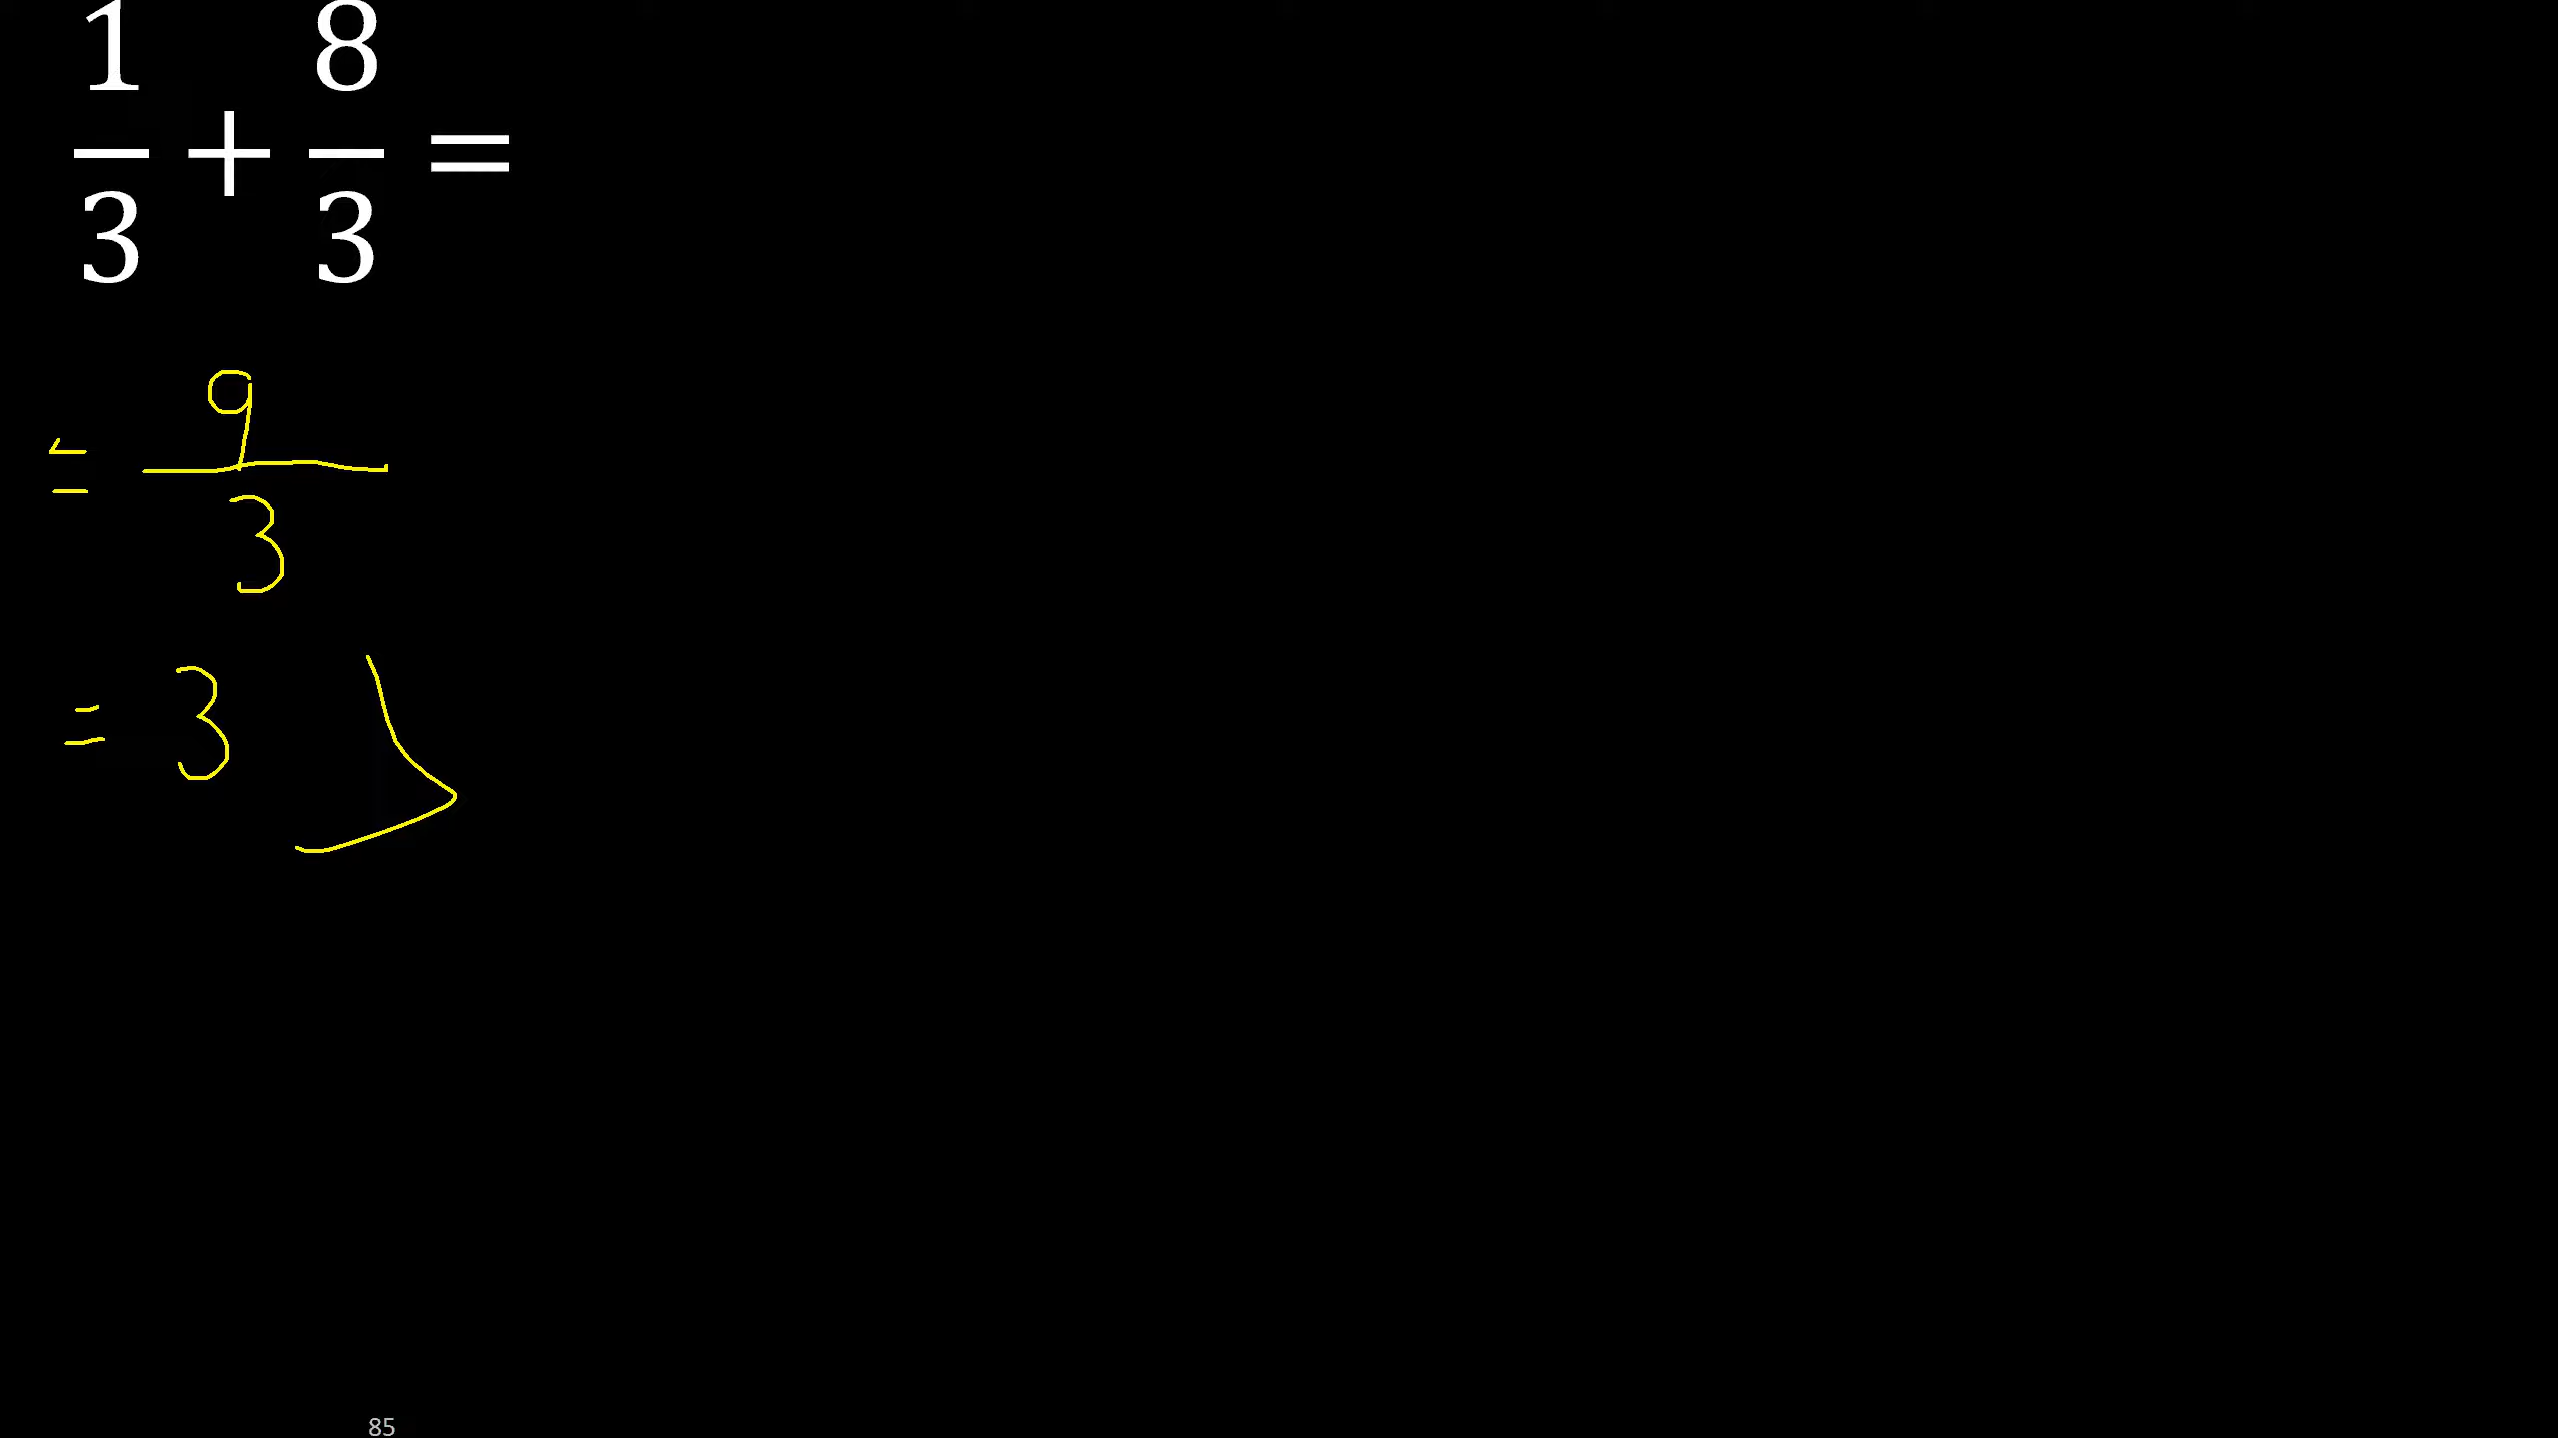 1/3 + 8/3 =
= 9/3
= 3
85